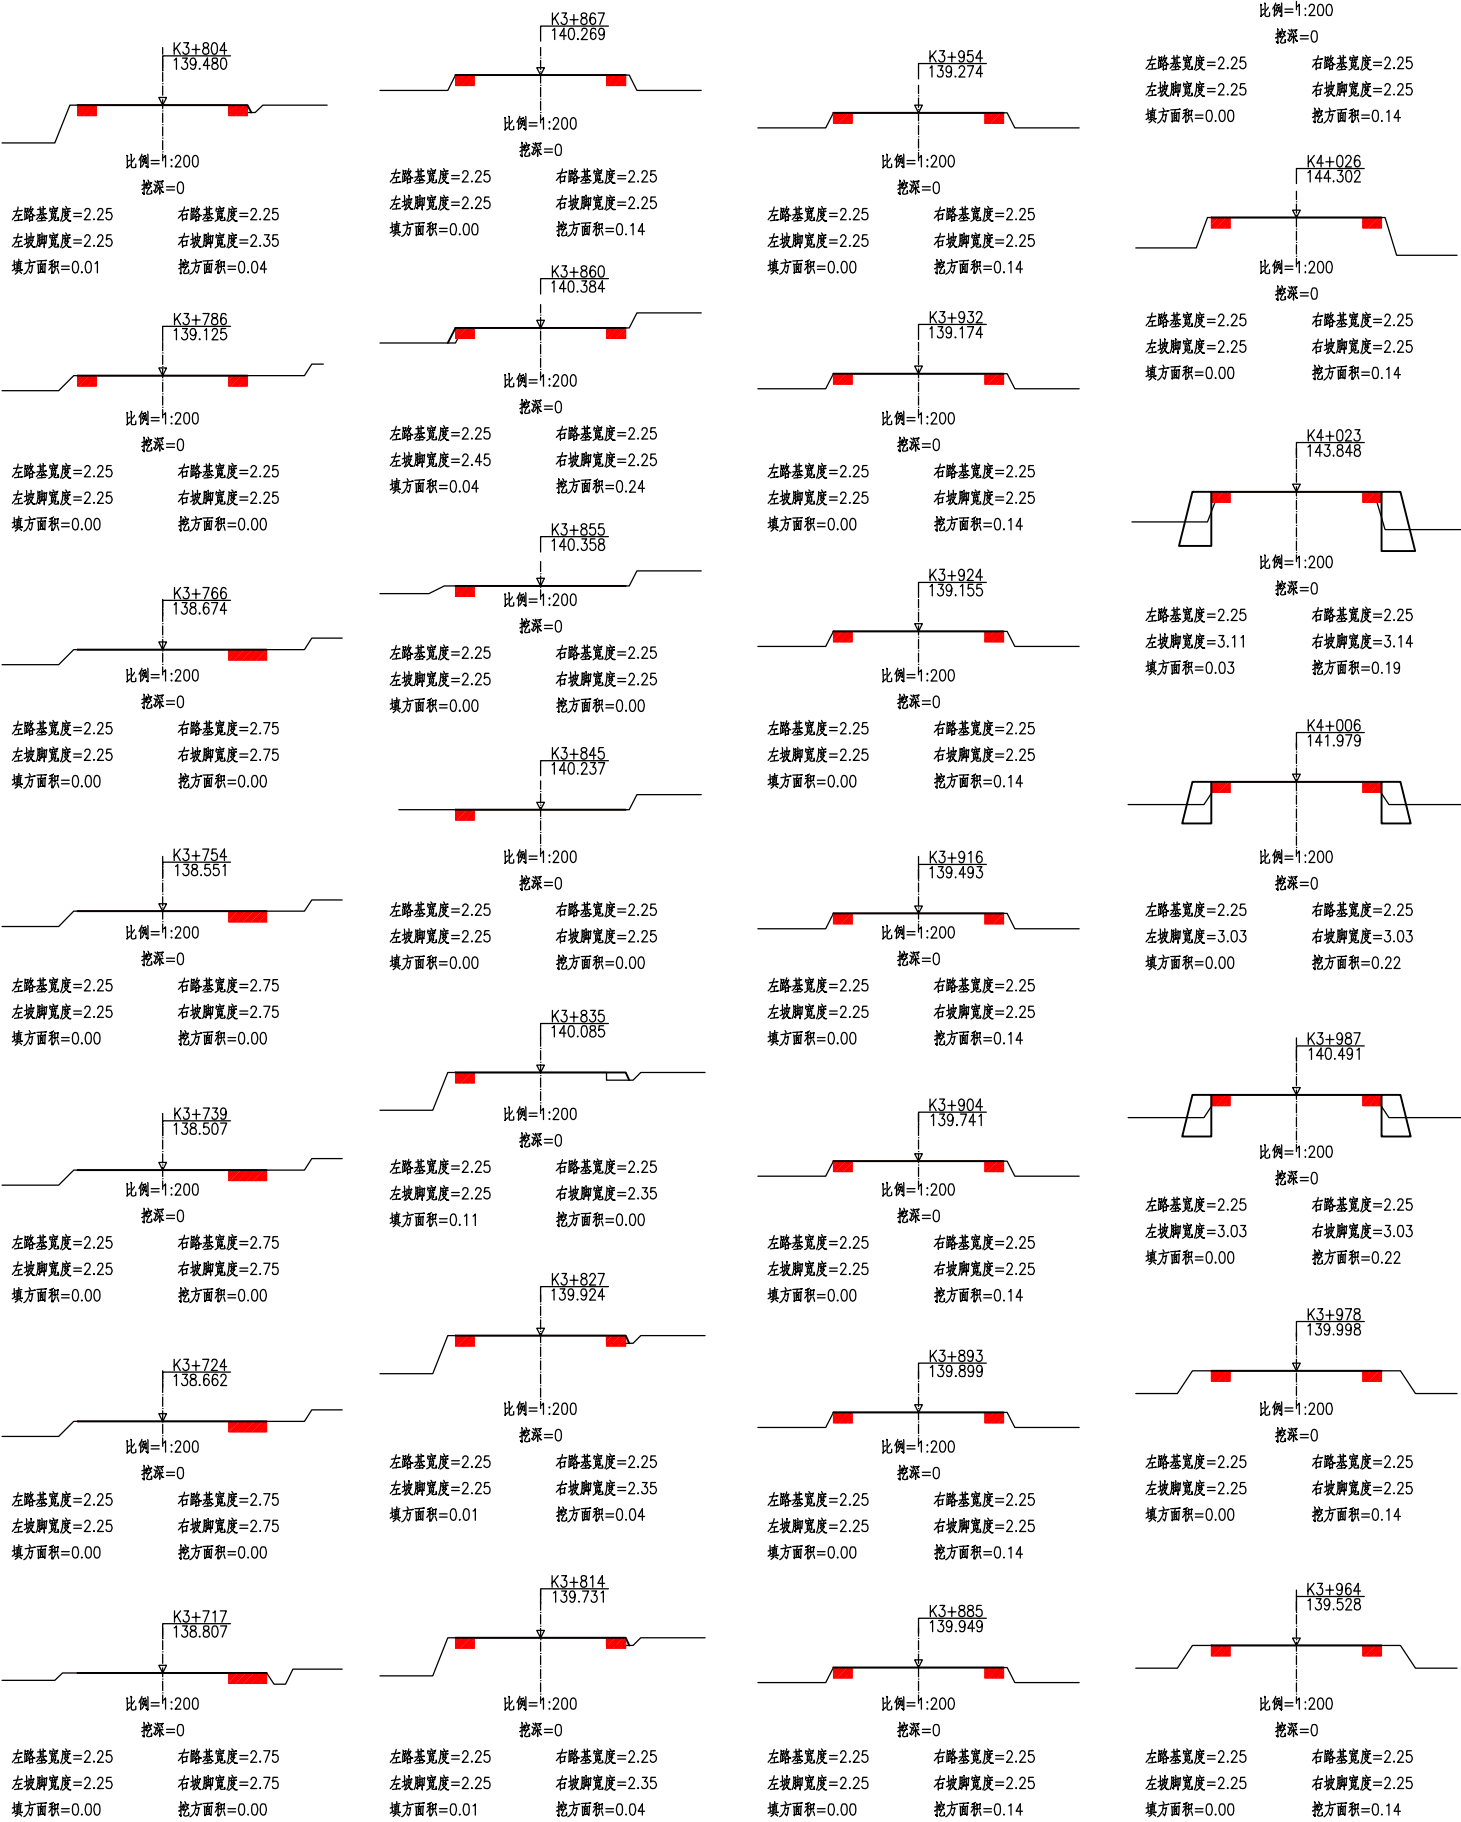 K3+804
139.480
比例=1:200
挖深=0
左路基宽度=2.25 右路基宽度=2.25
左坡脚宽度=2.25 右坡脚宽度=2.35
填方面积=0.01 挖方面积=0.04
K3+786
139.125
比例=1:200
挖深=0
左路基宽度=2.25 右路基宽度=2.25
左坡脚宽度=2.25 右坡脚宽度=2.25
填方面积=0.00 挖方面积=0.00
K3+766
138.674
比例=1:200
挖深=0
左路基宽度=2.25 右路基宽度=2.75
左坡脚宽度=2.25 右坡脚宽度=2.75
填方面积=0.00 挖方面积=0.00
K3+754
138.551
比例=1:200
挖深=0
左路基宽度=2.25 右路基宽度=2.75
左坡脚宽度=2.25 右坡脚宽度=2.75
填方面积=0.00 挖方面积=0.00
K3+739
138.507
比例=1:200
挖深=0
左路基宽度=2.25 右路基宽度=2.75
左坡脚宽度=2.25 右坡脚宽度=2.75
填方面积=0.00 挖方面积=0.00
K3+724
138.662
比例=1:200
挖深=0
左路基宽度=2.25 右路基宽度=2.75
左坡脚宽度=2.25 右坡脚宽度=2.75
填方面积=0.00 挖方面积=0.00
K3+717
138.807
比例=1:200
挖深=0
左路基宽度=2.25 右路基宽度=2.75
左坡脚宽度=2.25 右坡脚宽度=2.75
填方面积=0.00 挖方面积=0.00
K3+867
140.269
比例=1:200
挖深=0
左路基宽度=2.25 右路基宽度=2.25
左坡脚宽度=2.25 右坡脚宽度=2.25
填方面积=0.00 挖方面积=0.14
K3+860
140.384
比例=1:200
挖深=0
左路基宽度=2.25 右路基宽度=2.25
左坡脚宽度=2.45 右坡脚宽度=2.25
填方面积=0.04 挖方面积=0.24
K3+855
140.358
比例=1:200
挖深=0
左路基宽度=2.25 右路基宽度=2.25
左坡脚宽度=2.25 右坡脚宽度=2.25
填方面积=0.00 挖方面积=0.00
K3+845
140.237
比例=1:200
挖深=0
左路基宽度=2.25 右路基宽度=2.25
左坡脚宽度=2.25 右坡脚宽度=2.25
填方面积=0.00 挖方面积=0.00
K3+835
140.085
比例=1:200
挖深=0
左路基宽度=2.25 右路基宽度=2.25
左坡脚宽度=2.25 右坡脚宽度=2.35
填方面积=0.11 挖方面积=0.00
K3+827
139.924
比例=1:200
挖深=0
左路基宽度=2.25 右路基宽度=2.25
左坡脚宽度=2.25 右坡脚宽度=2.35
填方面积=0.01 挖方面积=0.04
K3+814
139.731
比例=1:200
挖深=0
左路基宽度=2.25 右路基宽度=2.25
左坡脚宽度=2.25 右坡脚宽度=2.35
填方面积=0.01 挖方面积=0.04
K3+954
139.274
比例=1:200
挖深=0
左路基宽度=2.25 右路基宽度=2.25
左坡脚宽度=2.25 右坡脚宽度=2.25
填方面积=0.00 挖方面积=0.14
K3+932
139.174
比例=1:200
挖深=0
左路基宽度=2.25 右路基宽度=2.25
左坡脚宽度=2.25 右坡脚宽度=2.25
填方面积=0.00 挖方面积=0.14
K3+924
139.155
比例=1:200
挖深=0
左路基宽度=2.25 右路基宽度=2.25
左坡脚宽度=2.25 右坡脚宽度=2.25
填方面积=0.00 挖方面积=0.14
K3+916
139.493
比例=1:200
挖深=0
左路基宽度=2.25 右路基宽度=2.25
左坡脚宽度=2.25 右坡脚宽度=2.25
填方面积=0.00 挖方面积=0.14
K3+904
139.741
比例=1:200
挖深=0
左路基宽度=2.25 右路基宽度=2.25
左坡脚宽度=2.25 右坡脚宽度=2.25
填方面积=0.00 挖方面积=0.14
K3+893
139.899
比例=1:200
挖深=0
左路基宽度=2.25 右路基宽度=2.25
左坡脚宽度=2.25 右坡脚宽度=2.25
填方面积=0.00 挖方面积=0.14
K3+885
139.949
比例=1:200
挖深=0
左路基宽度=2.25 右路基宽度=2.25
左坡脚宽度=2.25 右坡脚宽度=2.25
填方面积=0.00 挖方面积=0.14
比例=1:200
挖深=0
左路基宽度=2.25 右路基宽度=2.25
左坡脚宽度=2.25 右坡脚宽度=2.25
填方面积=0.00 挖方面积=0.14
K4+026
144.302
比例=1:200
挖深=0
左路基宽度=2.25 右路基宽度=2.25
左坡脚宽度=2.25 右坡脚宽度=2.25
填方面积=0.00 挖方面积=0.14
K4+023
143.848
比例=1:200
挖深=0
左路基宽度=2.25 右路基宽度=2.25
左坡脚宽度=3.11 右坡脚宽度=3.14
填方面积=0.03 挖方面积=0.19
K4+006
141.979
比例=1:200
挖深=0
左路基宽度=2.25 右路基宽度=2.25
左坡脚宽度=3.03 右坡脚宽度=3.03
填方面积=0.00 挖方面积=0.22
K3+987
140.491
比例=1:200
挖深=0
左路基宽度=2.25 右路基宽度=2.25
左坡脚宽度=3.03 右坡脚宽度=3.03
填方面积=0.00 挖方面积=0.22
K3+978
139.998
比例=1:200
挖深=0
左路基宽度=2.25 右路基宽度=2.25
左坡脚宽度=2.25 右坡脚宽度=2.25
填方面积=0.00 挖方面积=0.14
K3+964
139.528
比例=1:200
挖深=0
左路基宽度=2.25 右路基宽度=2.25
左坡脚宽度=2.25 右坡脚宽度=2.25
填方面积=0.00 挖方面积=0.14